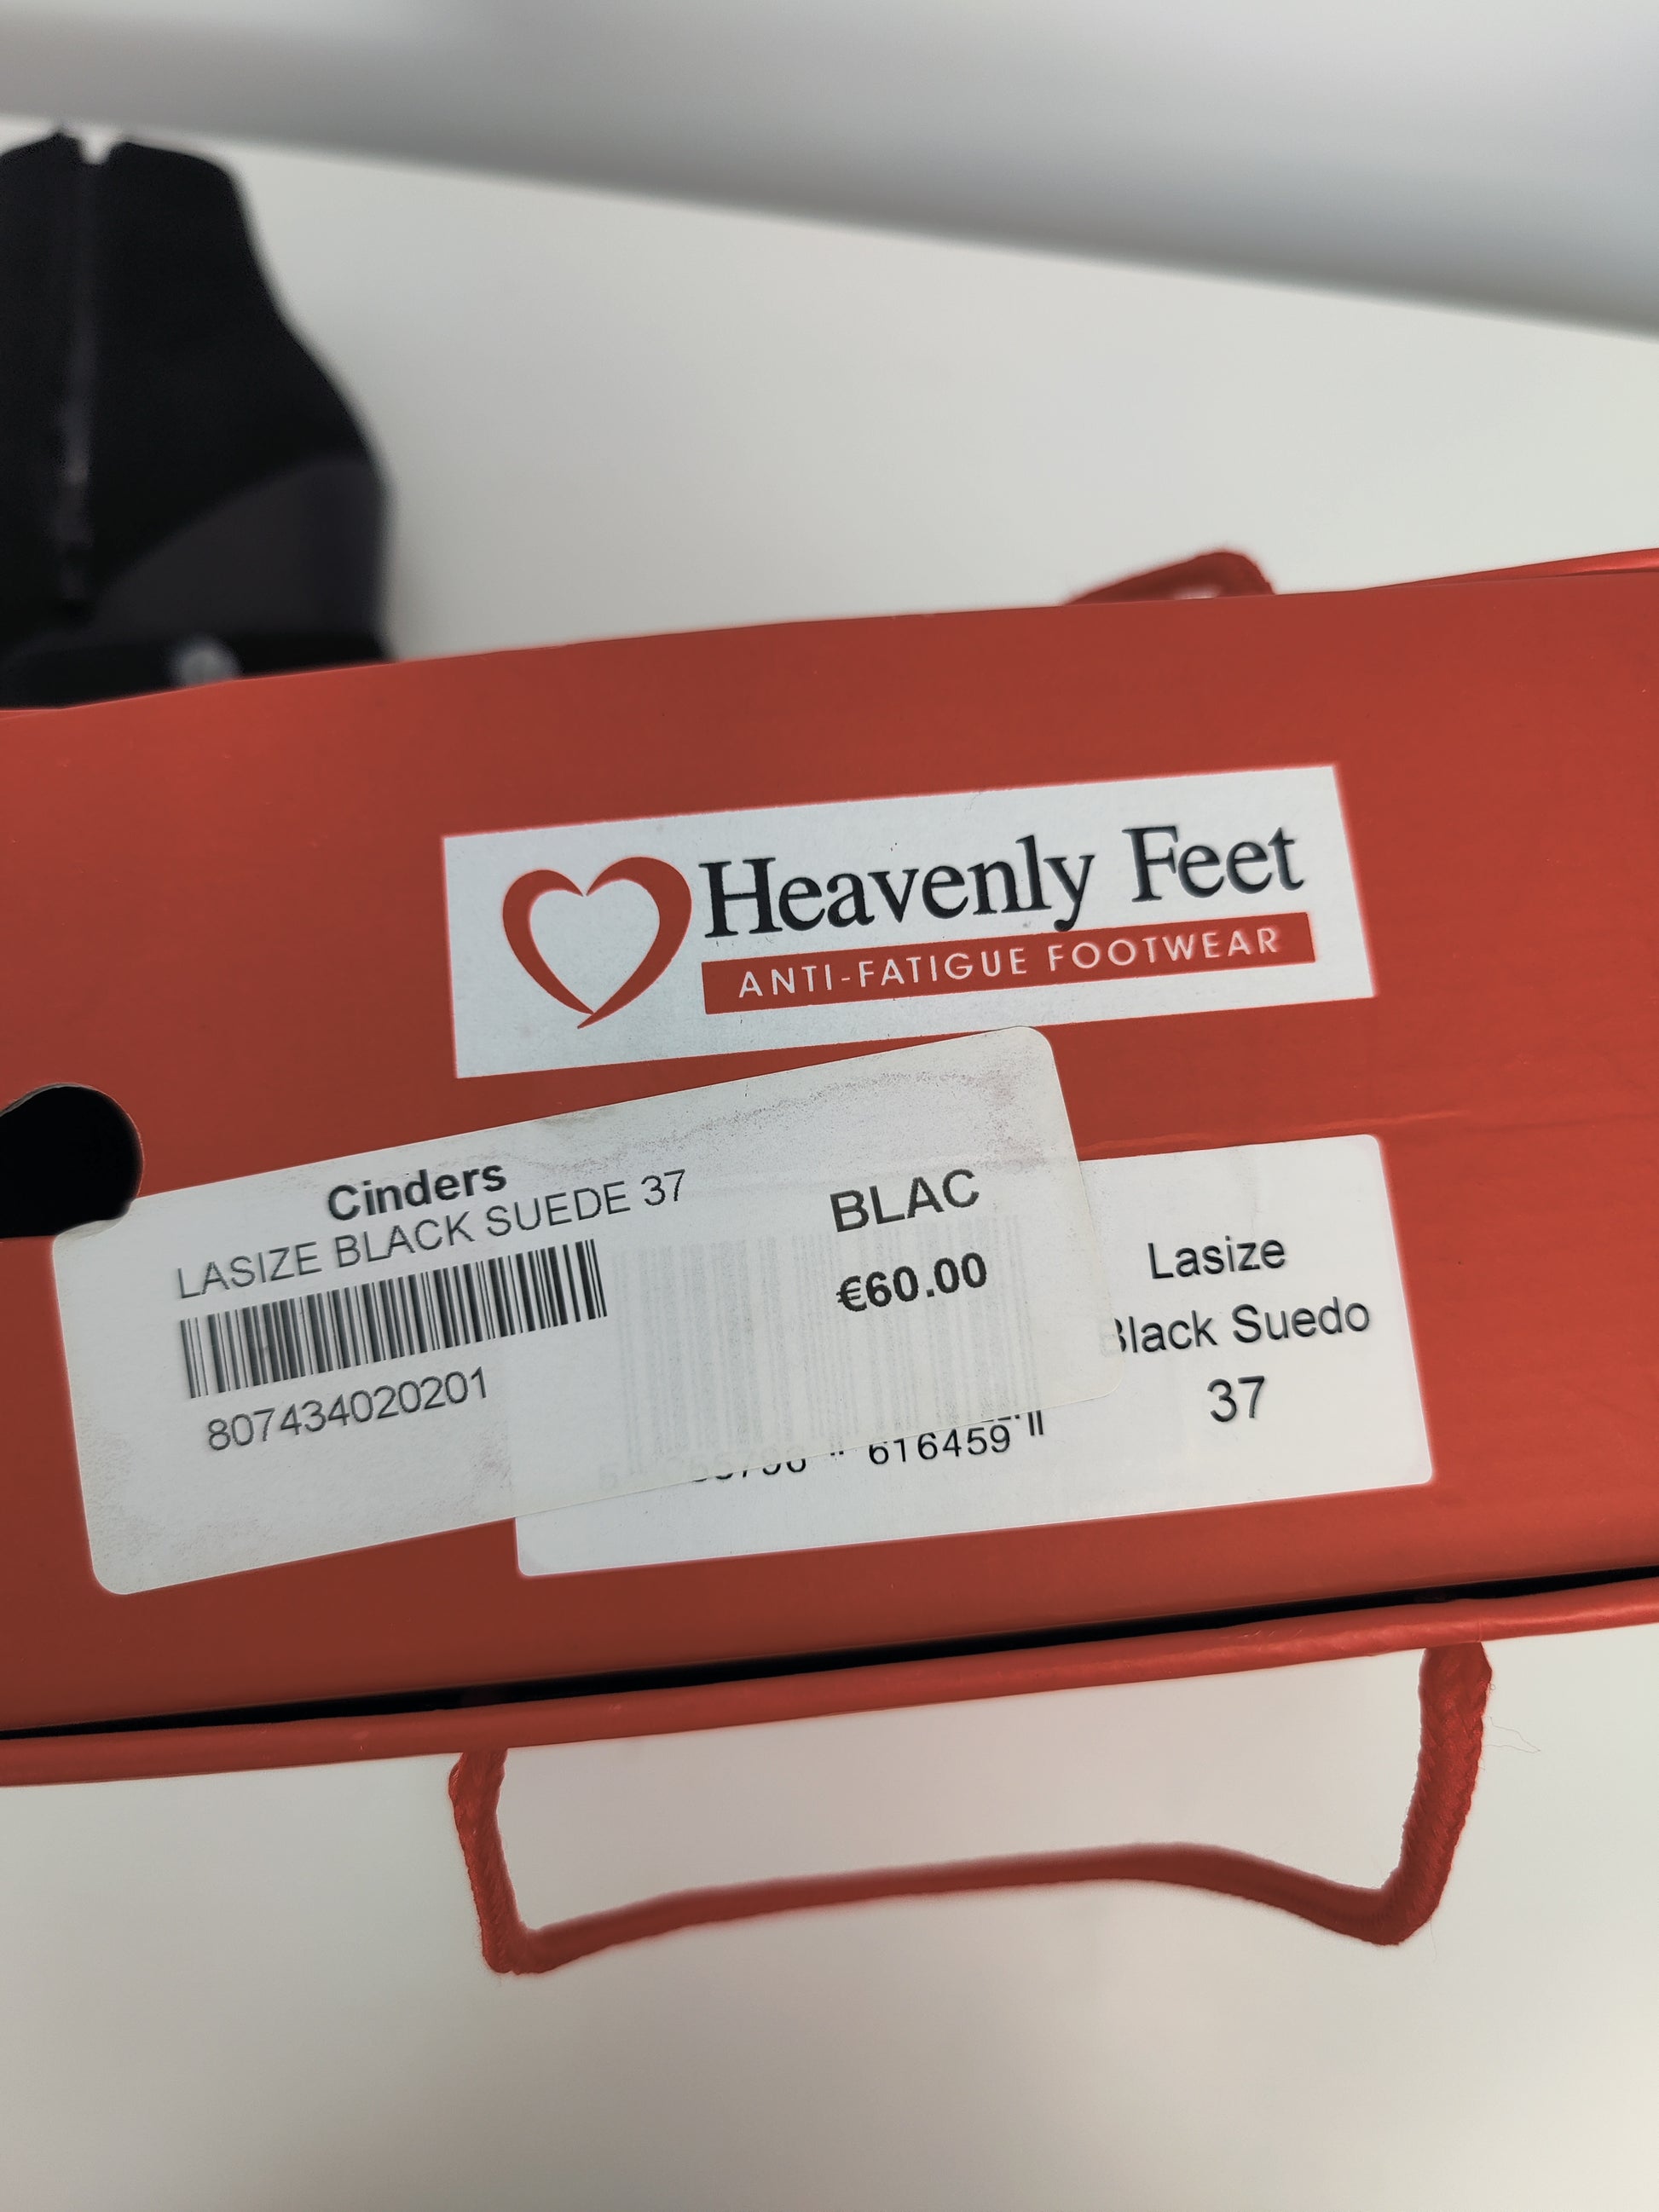 Heavenly Feet
ANTI-FATIGUE FOOTWEAR
Cinders
LASIZE BLACK SUEDE 37
807434020201
BLAC
€60.00
Lasize
Black Suedo
37
616459